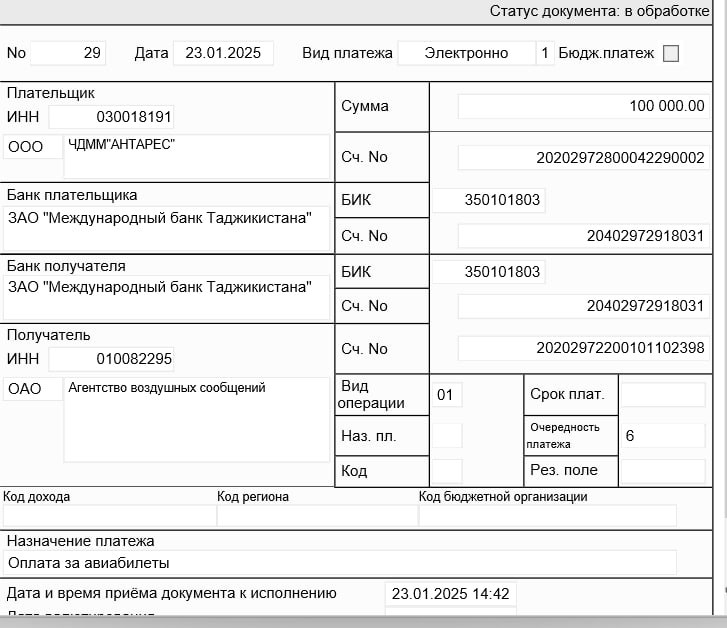 Статус документа: в обработке
No 29 Дата 23.01.2025 Вид платежа Электронно 1 Бюдж.платеж
Плательщик
ИНН 030018191
Сумма 100 000.00
ООО ЧДММ"АНТАРЕС"
Сч. No 20202972800042290002
Банк плательщика
БИК 350101803
ЗАО "Международный банк Таджикистана"
Сч. No 20402972918031
Банк получателя
БИК 350101803
ЗАО "Международный банк Таджикистана"
Сч. No 20402972918031
Получатель
ИНН 010082295
Сч. No 20202972200101102398
ОАО Агентство воздушных сообщений
Вид
операции
01
Срок плат.
Наз. пл.
Очередность
платежа
6
Код
Рез. поле
Код дохода Код региона Код бюджетной организации
Назначение платежа
Оплата за авиабилеты
Дата и время приёма документа к исполнению 23.01.2025 14:42